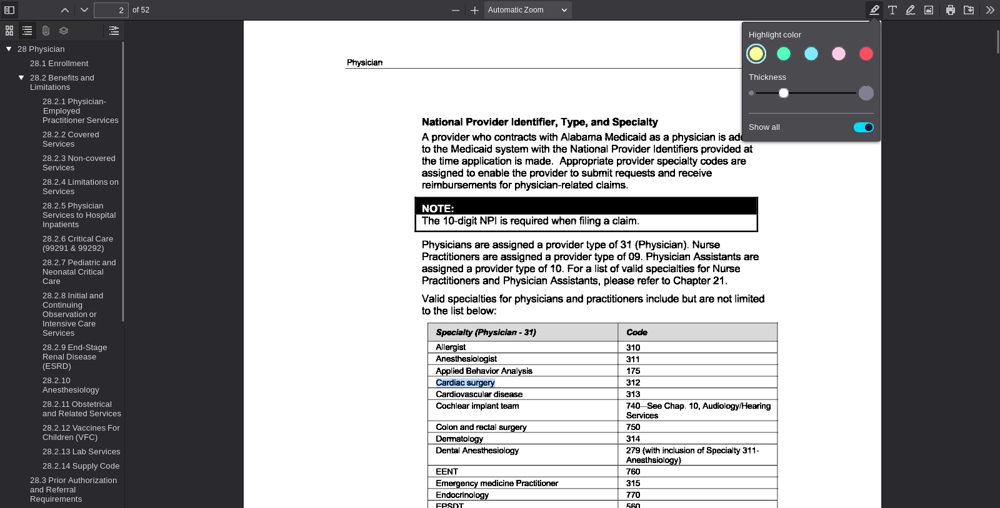 2 of 52
Automatic Zoom
28 Physician
28.1 Enrollment
28.2 Benefits and
Limitations
28.2.1 Physician-
Employed
Practitioner Services
28.2.2 Covered
Services
28.2.3 Non-covered
Services
28.2.4 Limitations on
Services
28.2.5 Physician
Services to Hospital
Inpatients
28.2.6 Critical Care
(99291 & 99292)
28.2.7 Pediatric and
Neonatal Critical
Care
28.2.8 Initial and
Continuing
Observation or
Intensive Care
Services
28.2.9 End-Stage
Renal Disease
(ESRD)
28.2.10
Anesthesiology
28.2.11 Obstetrical
and Related Services
28.2.12 Vaccines For
Children (VFC)
28.2.13 Lab Services
28.2.14 Supply Code
28.3 Prior Authorization
and Referral
Requirements
Highlight color
Thickness
Show all
Physician
National Provider Identifier, Type, and Specialty
A provider who contracts with Alabama Medicaid as a physician is
to the Medicaid system with the National Provider Identifiers provided at
the time application is made. Appropriate provider specialty codes are
assigned to enable the provider to submit requests and receive
reimbursements for physician-related claims.
NOTE:
The 10-digit NPI is required when filing a claim.
Physicians are assigned a provider type of 31 (Physician). Nurse
Practitioners are assigned a provider type of 09. Physician Assistants are
assigned a provider type of 10. For a list of valid specialties for Nurse
Practitioners and Physician Assistants, please refer to Chapter 21.
Valid specialties for physicians and practitioners include but are not limited
to the list below:
Specialty (Physician - 31) Code
Allergist 310
Anesthesiologist 311
Applied Behavior Analysis 175
Cardiac surgery 312
Cardiovascular disease 313
Cochlear implant team 740—See Chap. 10, Audiology/Hearing
Services
Colon and rectal surgery 750
Dermatology 314
Dental Anesthesiology 279 (with inclusion of Specialty 311-
Anesthsiology)
EENT 760
Emergency medicine Practitioner 315
Endocrinology 770
EPSDT 560